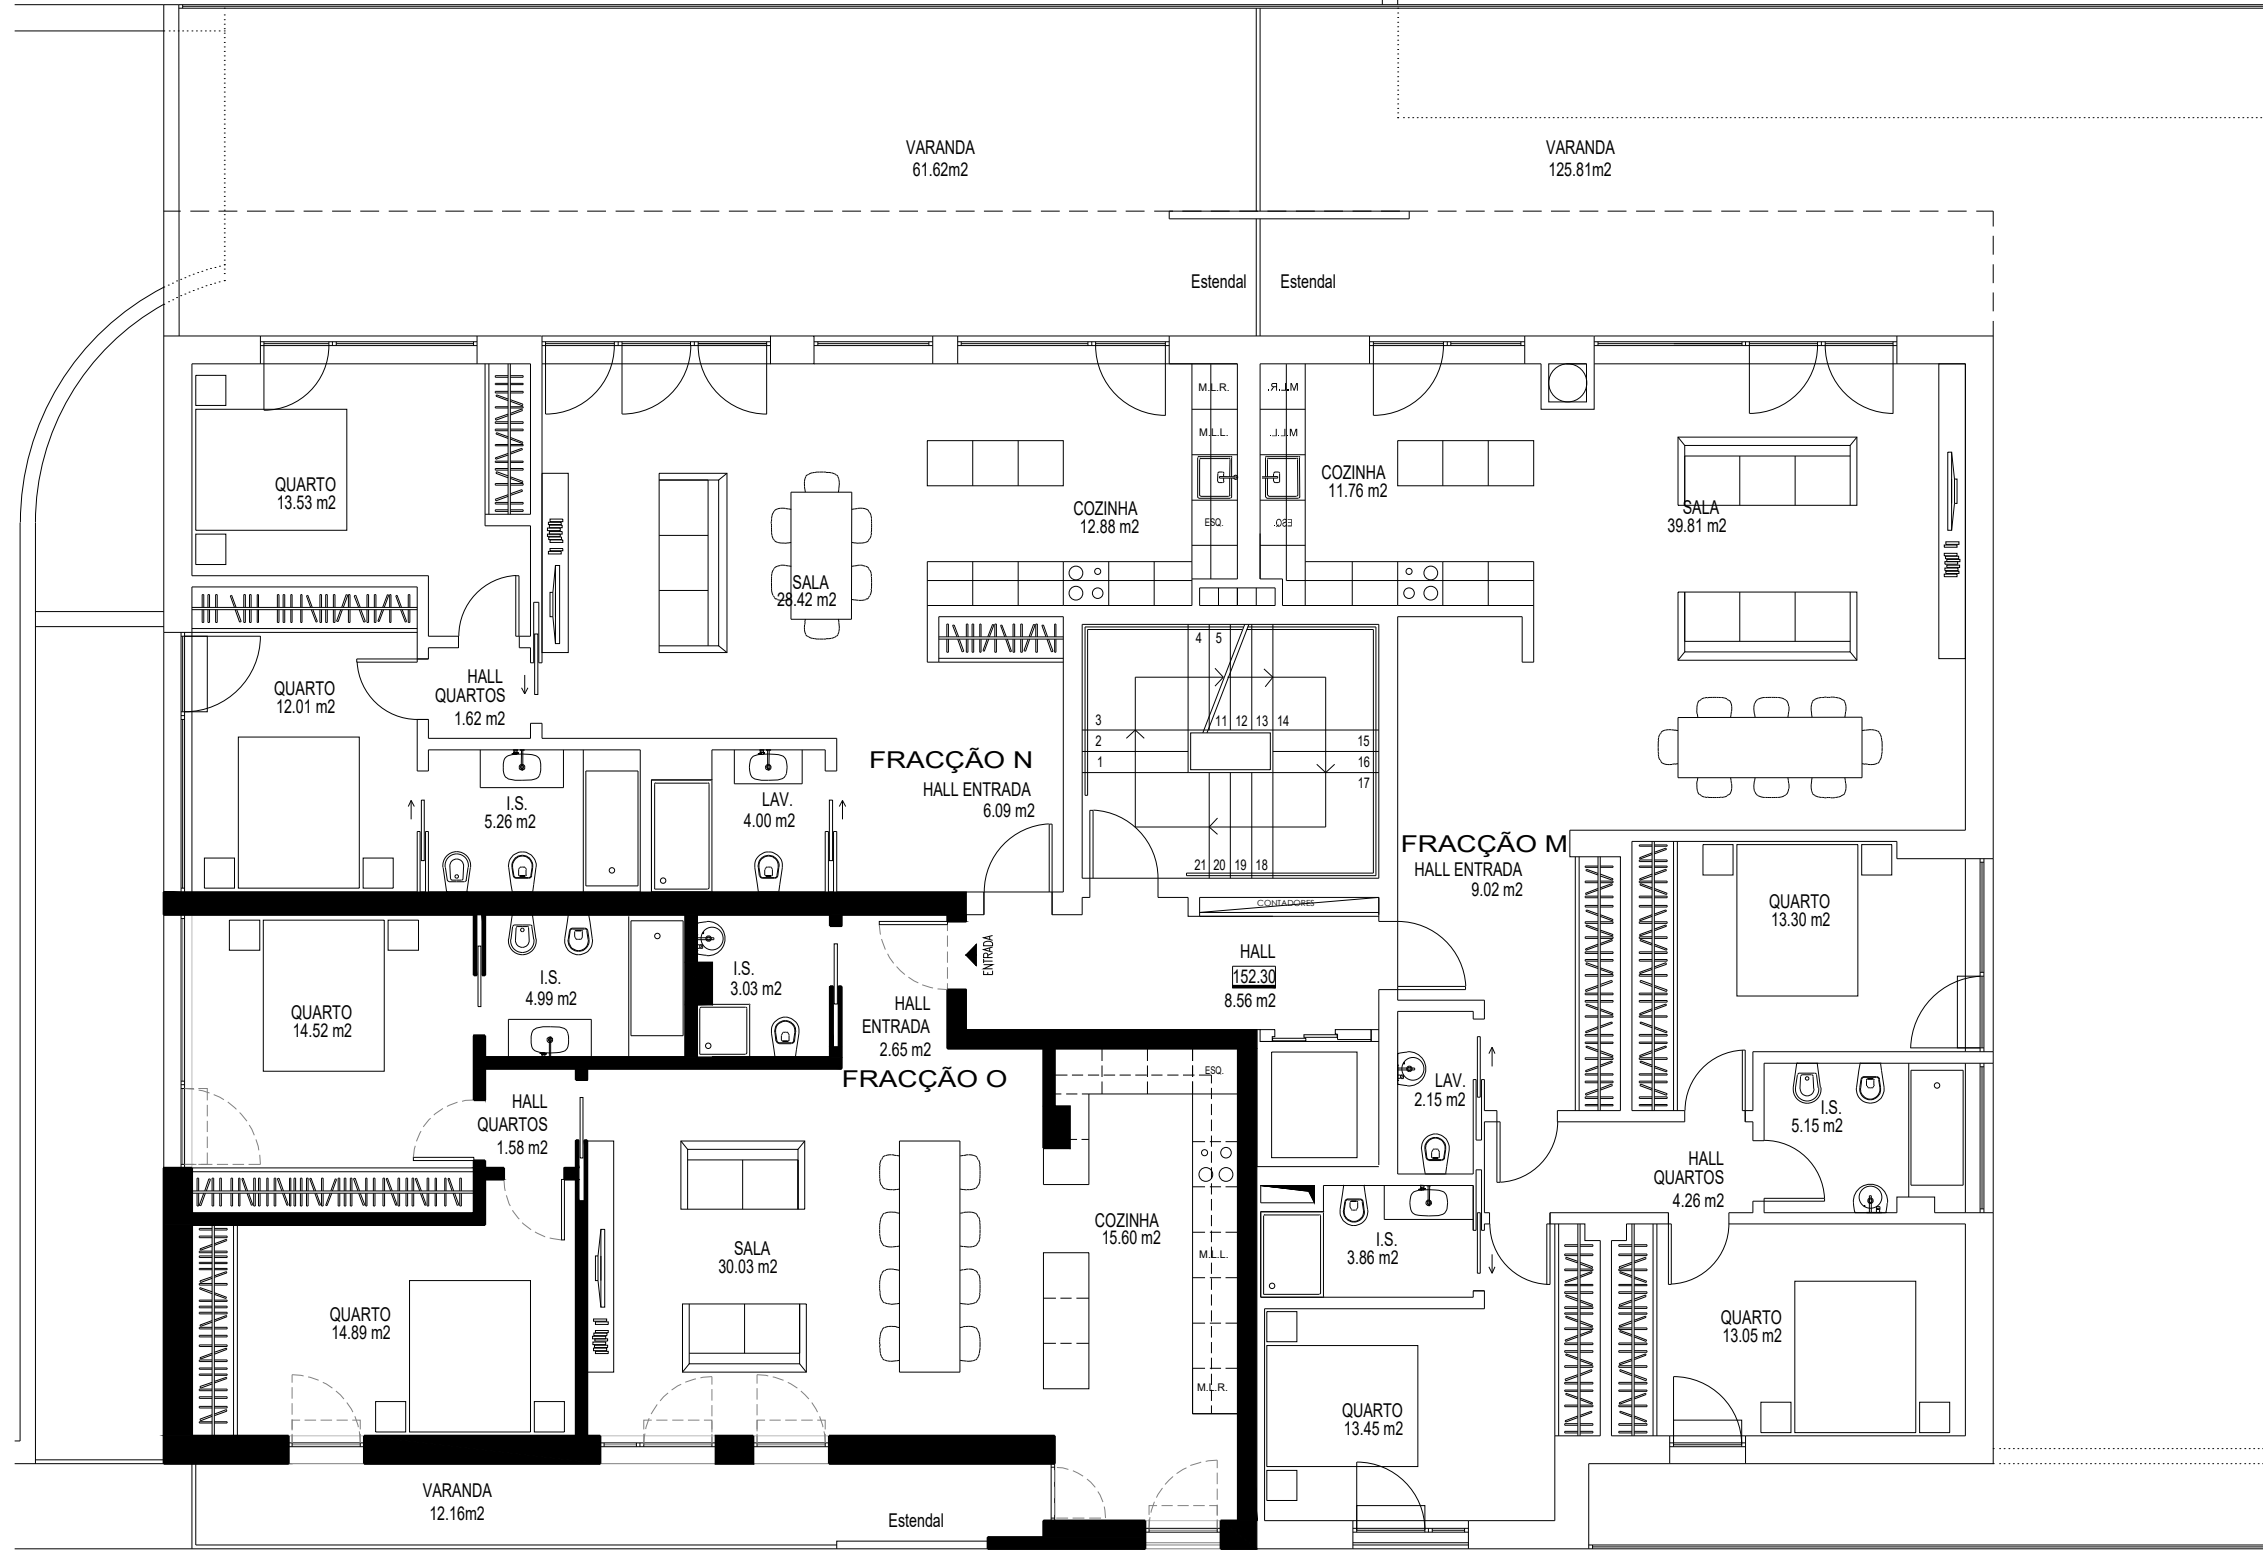 VARANDA
61.62m2
VARANDA
125.81m2
Estendal
Estendal
M.L.R.
M.L.R.
M.L.L.
M.L.L.
ESQ.
ESQ.
QUARTO
13.53 m2
COZINHA
12.88 m2
COZINHA
11.76 m2
SALA
39.81 m2
SALA
28.42 m2
QUARTO
12.01 m2
HALL
QUARTOS
1.62 m2
4 5
3
2
1
11 12 13 14
15
16
17
21 20 19 18
FRACÇÃO N
HALL ENTRADA
6.09 m2
I.S.
5.26 m2
LAV.
4.00 m2
FRACÇÃO M
HALL ENTRADA
9.02 m2
CONTADORES
QUARTO
13.30 m2
ENTRADA
HALL
152.30
8.56 m2
I.S.
4.99 m2
I.S.
3.03 m2
QUARTO
14.52 m2
HALL
ENTRADA
2.65 m2
FRACÇÃO O
ESQ.
HALL
QUARTOS
1.58 m2
LAV.
2.15 m2
I.S.
5.15 m2
HALL
QUARTOS
4.26 m2
COZINHA
15.60 m2
SALA
30.03 m2
M.L.L.
I.S.
3.86 m2
QUARTO
14.89 m2
QUARTO
13.05 m2
M.L.R.
QUARTO
13.45 m2
VARANDA
12.16m2
Estendal